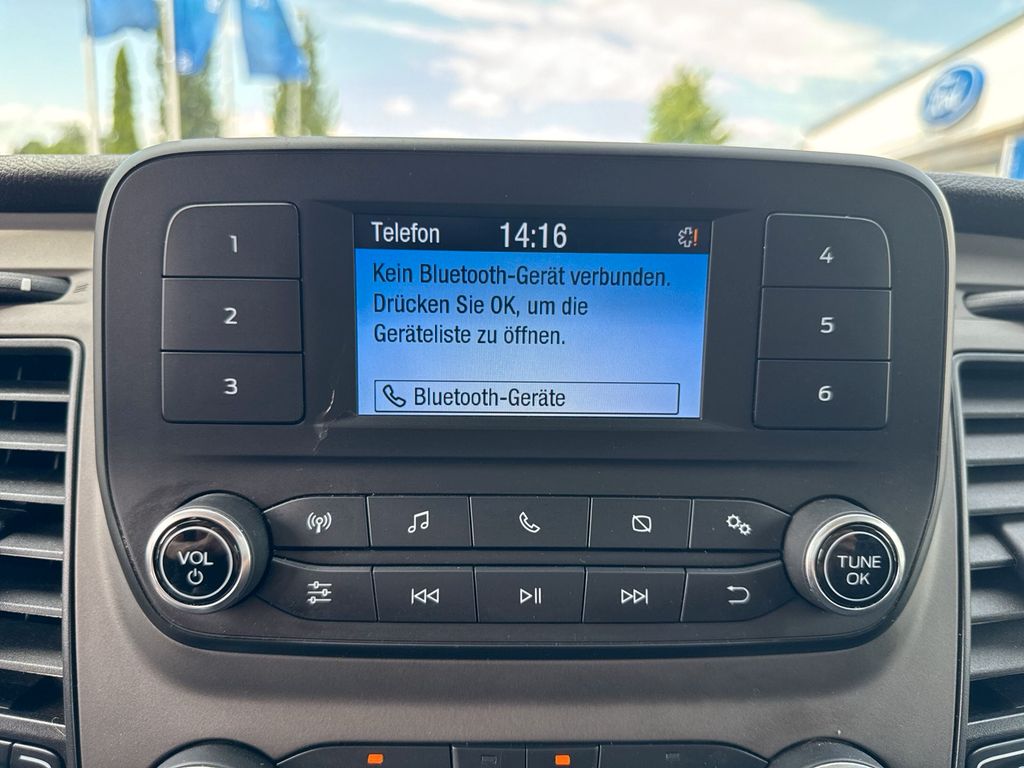 Ford
Telefon 14:16
Kein Bluetooth-Gerät verbunden.
Drücken Sie OK, um die
Geräteliste zu öffnen.
Bluetooth-Geräte
1
2
3
4
5
6
VOL
TUNE
OK